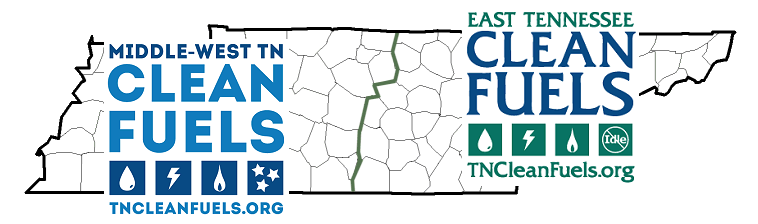 MIDDLE-WEST TN
CLEAN
FUELS
TNCLEANFUELS.ORG
EAST TENNESSEE
CLEAN
FUELS
Idle
TNCleanFuels.org